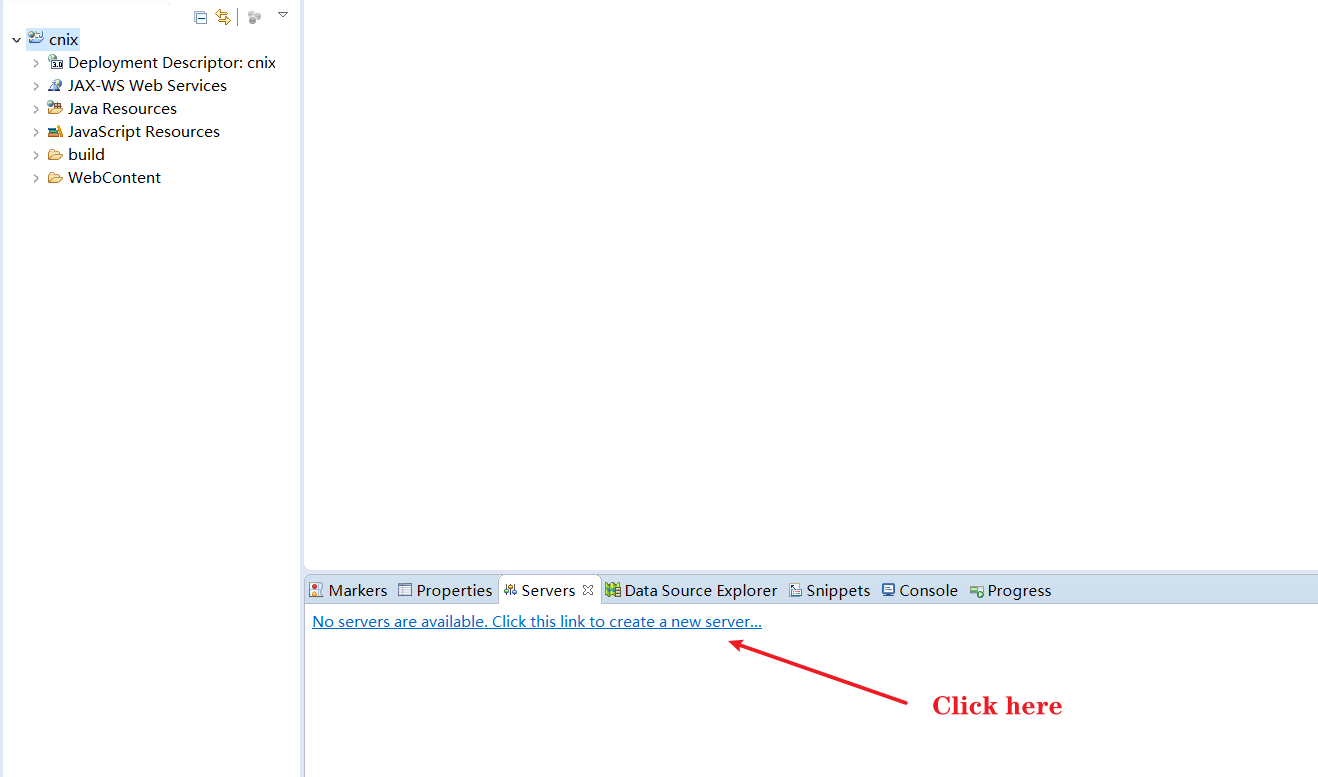 cnix
Deployment Descriptor: cnix
JAX-WS Web Services
Java Resources
JavaScript Resources
build
WebContent
Markers Properties Servers Data Source Explorer Snippets Console Progress
No servers are available. Click this link to create a new server...
Click here